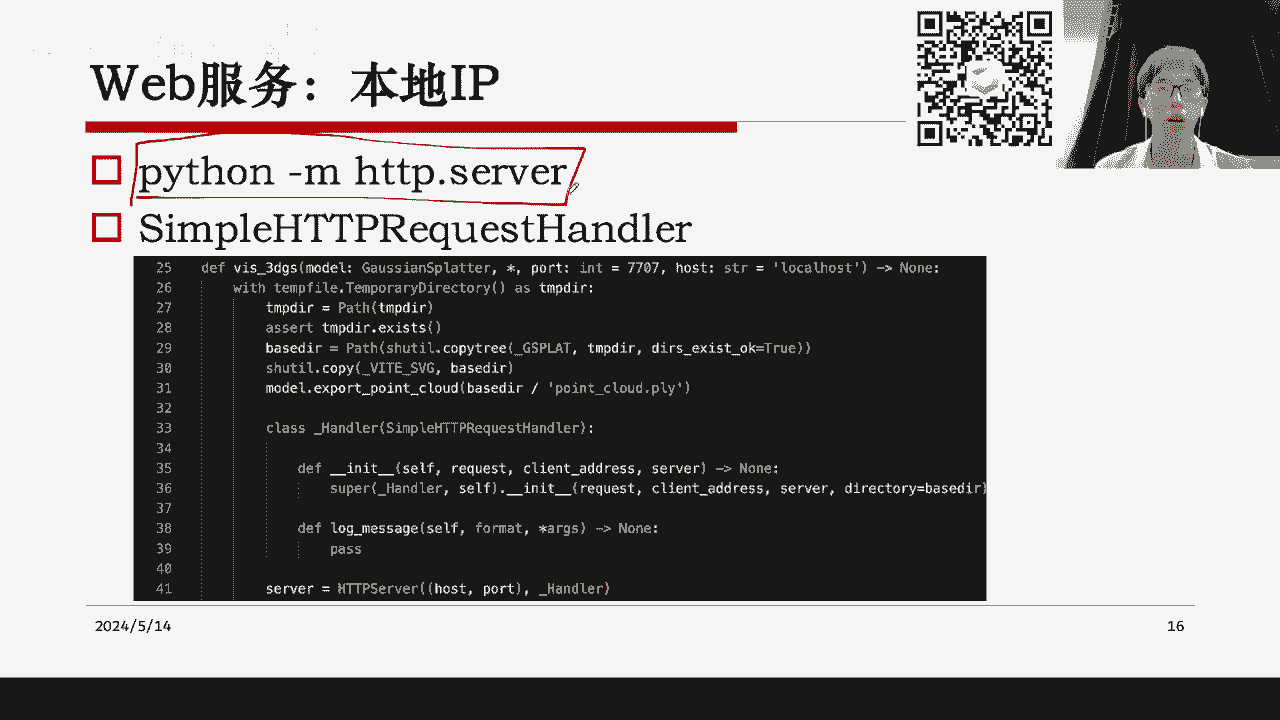 Web服务：本地IP
python -m http.server
SimpleHTTPRequestHandler
25 def vis_3dgs(model: GaussianSplatter, *, port: int = 7707, host: str = 'localhost') -> None:
26 with tempfile.TemporaryDirectory() as tmpdir:
27 tmpdir = Path(tmpdir)
28 assert tmpdir.exists()
29 basedir = Path(shutil.copytree(_GSPLAT, tmpdir, dirs_exist_ok=True))
30 shutil.copy(_VITE_SVG, basedir)
31 model.export_point_cloud(basedir / 'point_cloud.ply')
32
33 class _Handler(SimpleHTTPRequestHandler):
34
35 def __init__(self, request, client_address, server) -> None:
36 super(_Handler, self).__init__(request, client_address, server, directory=basedir)
37
38 def log_message(self, format, *args) -> None:
39 pass
40
41 server = HTTPServer((host, port), _Handler)
2024/5/14
16